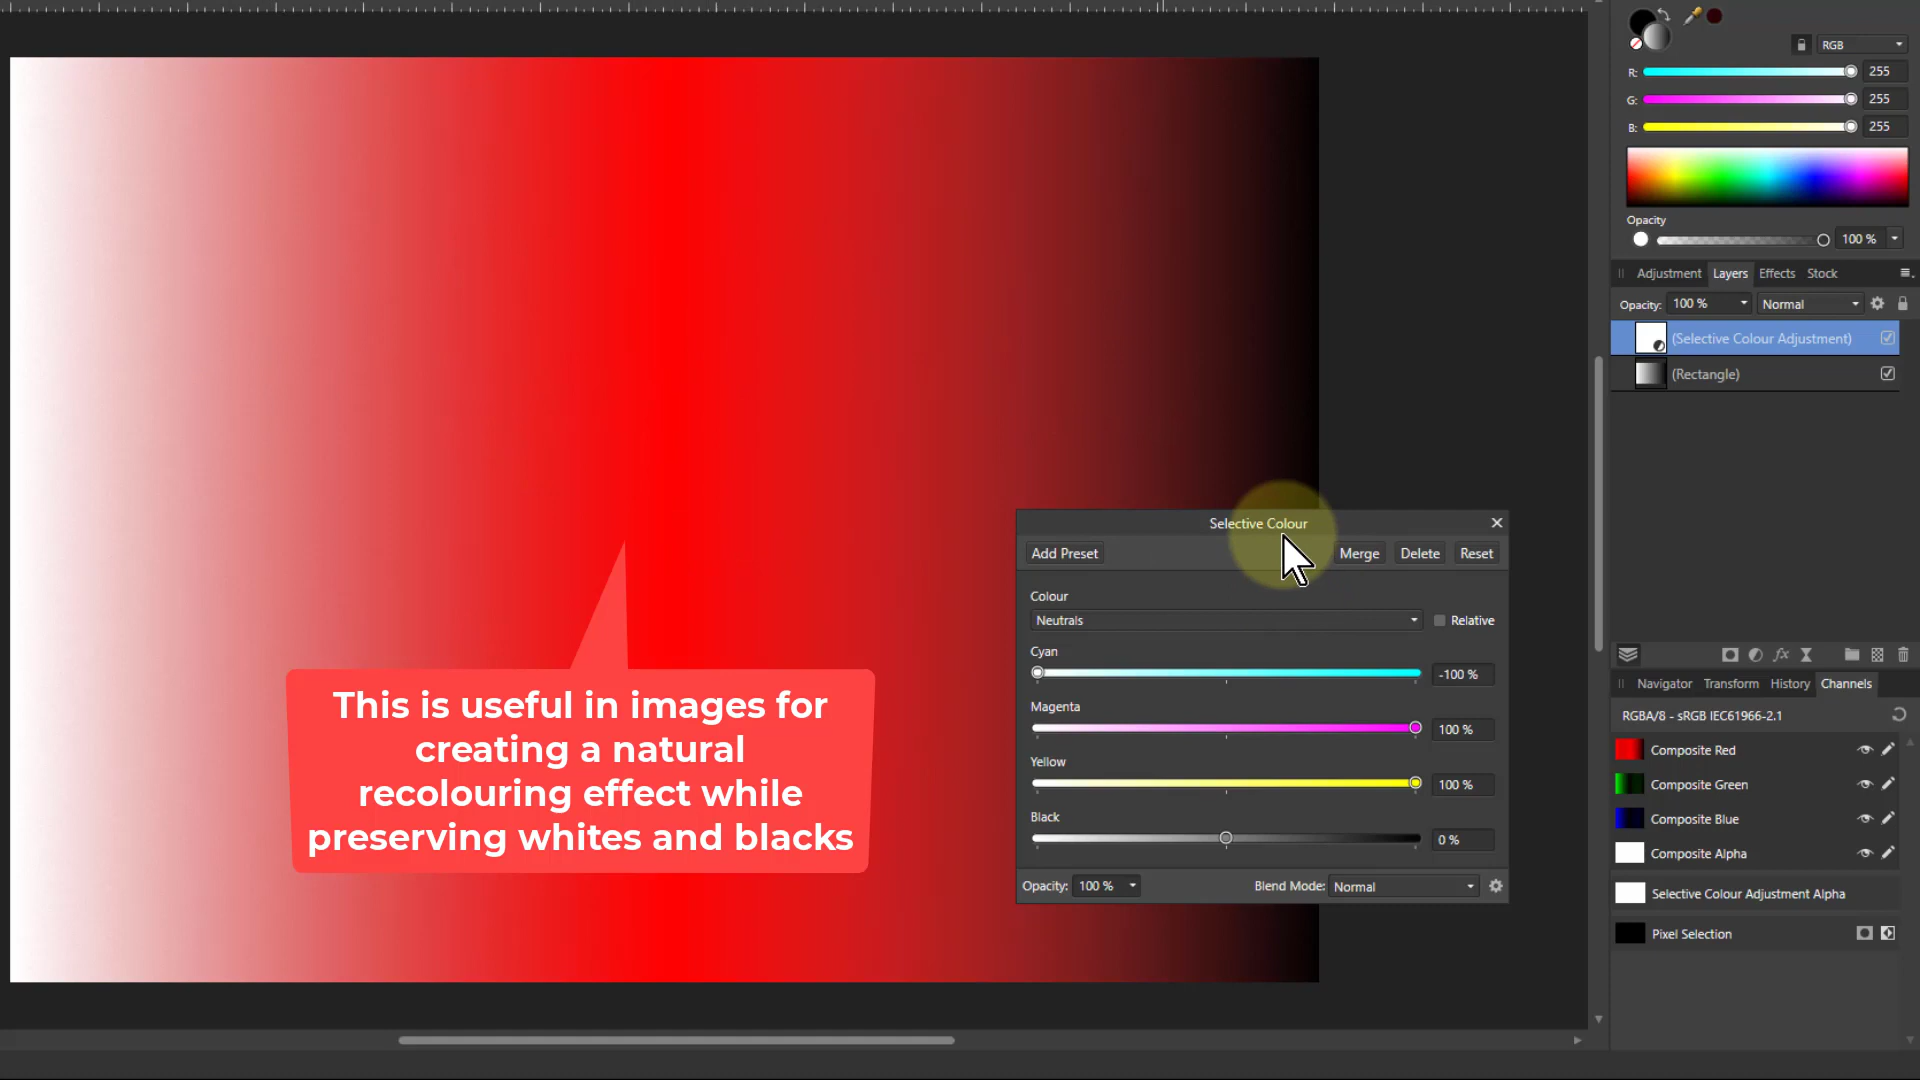 RGB
R: 255
G: 255
B: 255
Opacity
100 %
Adjustment Layers Effects Stock
Opacity: 100 % Normal
(Selective Colour Adjustment)
(Rectangle)
This is useful in images for
creating a natural
recolouring effect while
preserving whites and blacks
Selective Colour
Add Preset Merge Delete Reset
Colour
Neutrals Relative
Cyan
-100 %
Magenta
100 %
Yellow
100 %
Black
0 %
Opacity: 100 % Blend Mode: Normal
fx
Navigator Transform History Channels
RGBA/8 - sRGB IEC61966-2.1
Composite Red
Composite Green
Composite Blue
Composite Alpha
Selective Colour Adjustment Alpha
Pixel Selection